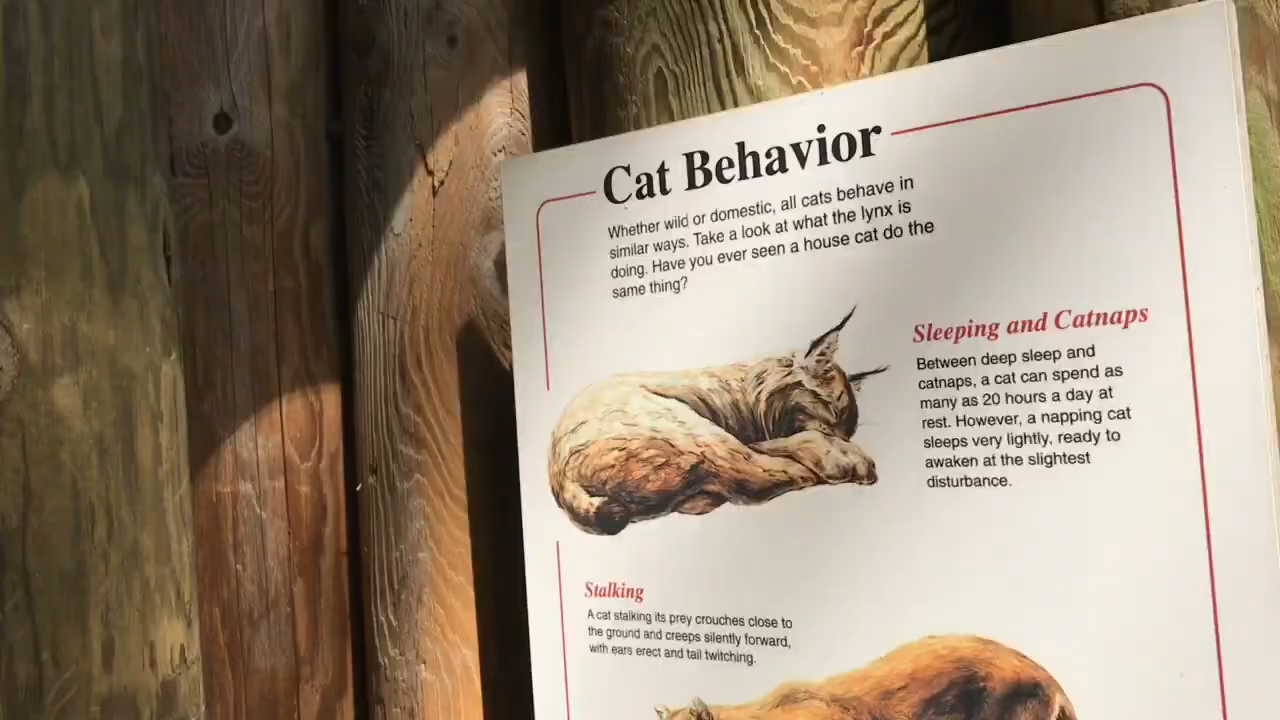 Cat Behavior
Whether wild or domestic, all cats behave in
similar ways. Take a look at what the lynx is
doing. Have you ever seen a house cat do the
same thing?
Sleeping and Catnaps
Between deep sleep and
catnaps, a cat can spend as
many as 20 hours a day at
rest. However, a napping cat
sleeps very lightly, ready to
awaken at the slightest
disturbance.
Stalking
A cat stalking its prey crouches close to
the ground and creeps silently forward,
with ears erect and tail twitching.